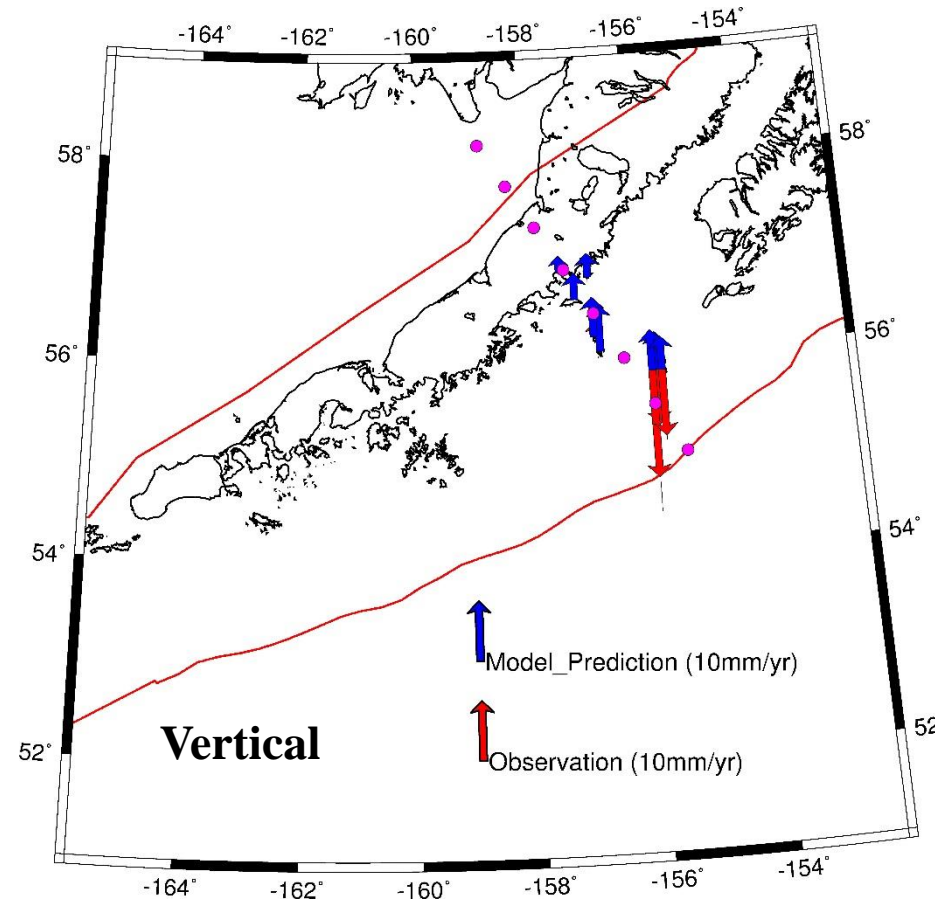 -164° -162° -160° -158° -156° -154°
58° 58°
56° 56°
54° 54°
Model_Prediction (10mm/yr)
Vertical
Observation (10mm/yr)
52° 52
-164° -162° -160° -158° -156° -154°